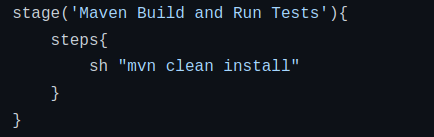 stage('Maven Build and Run Tests'){
    steps{
        sh "mvn clean install"
    }
}